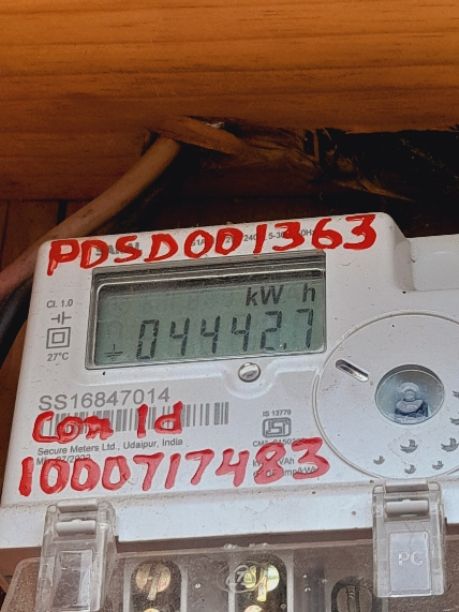 PDSD001363
kW h
04442.7
Cl. 1.0
27°C
SS16847014
Con Id
IS 13779
Secure Meters Ltd., Udaipur, India
1000717483
PC